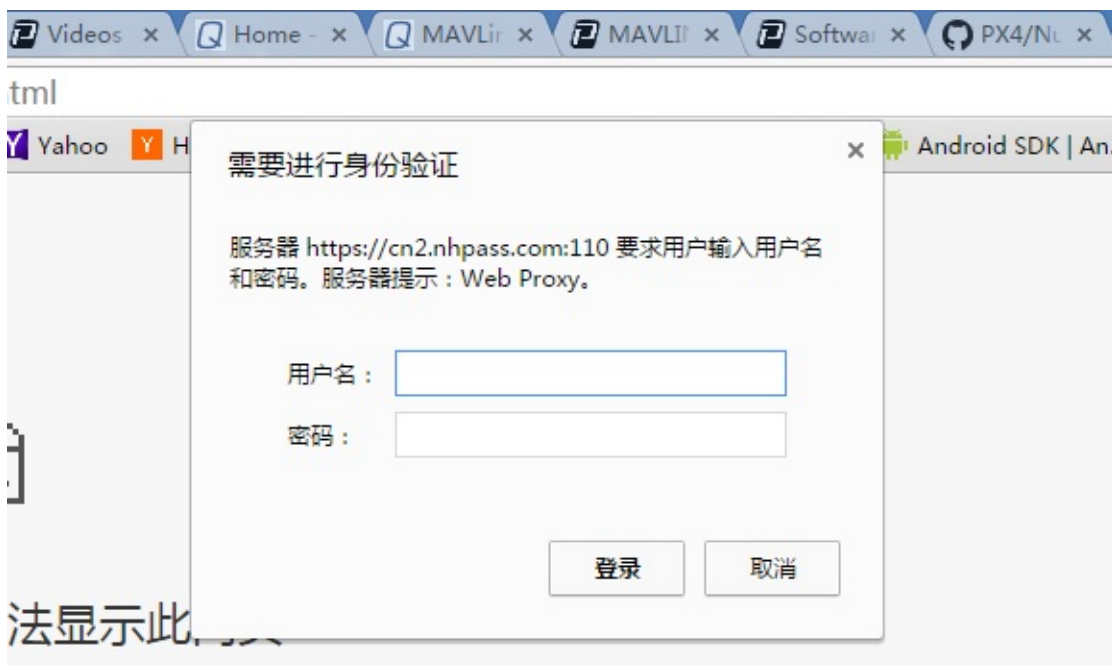 Videos
Home -
MAVLin
MAVLI
Softwar
PX4/Nu
tml
Yahoo
Y H
Android SDK | An.
需要进行身份验证
服务器 https://cn2.nhpass.com:110 要求用户输入用户名
和密码。服务器提示：Web Proxy。
用户名：
密码：
登录
取消
法显示此